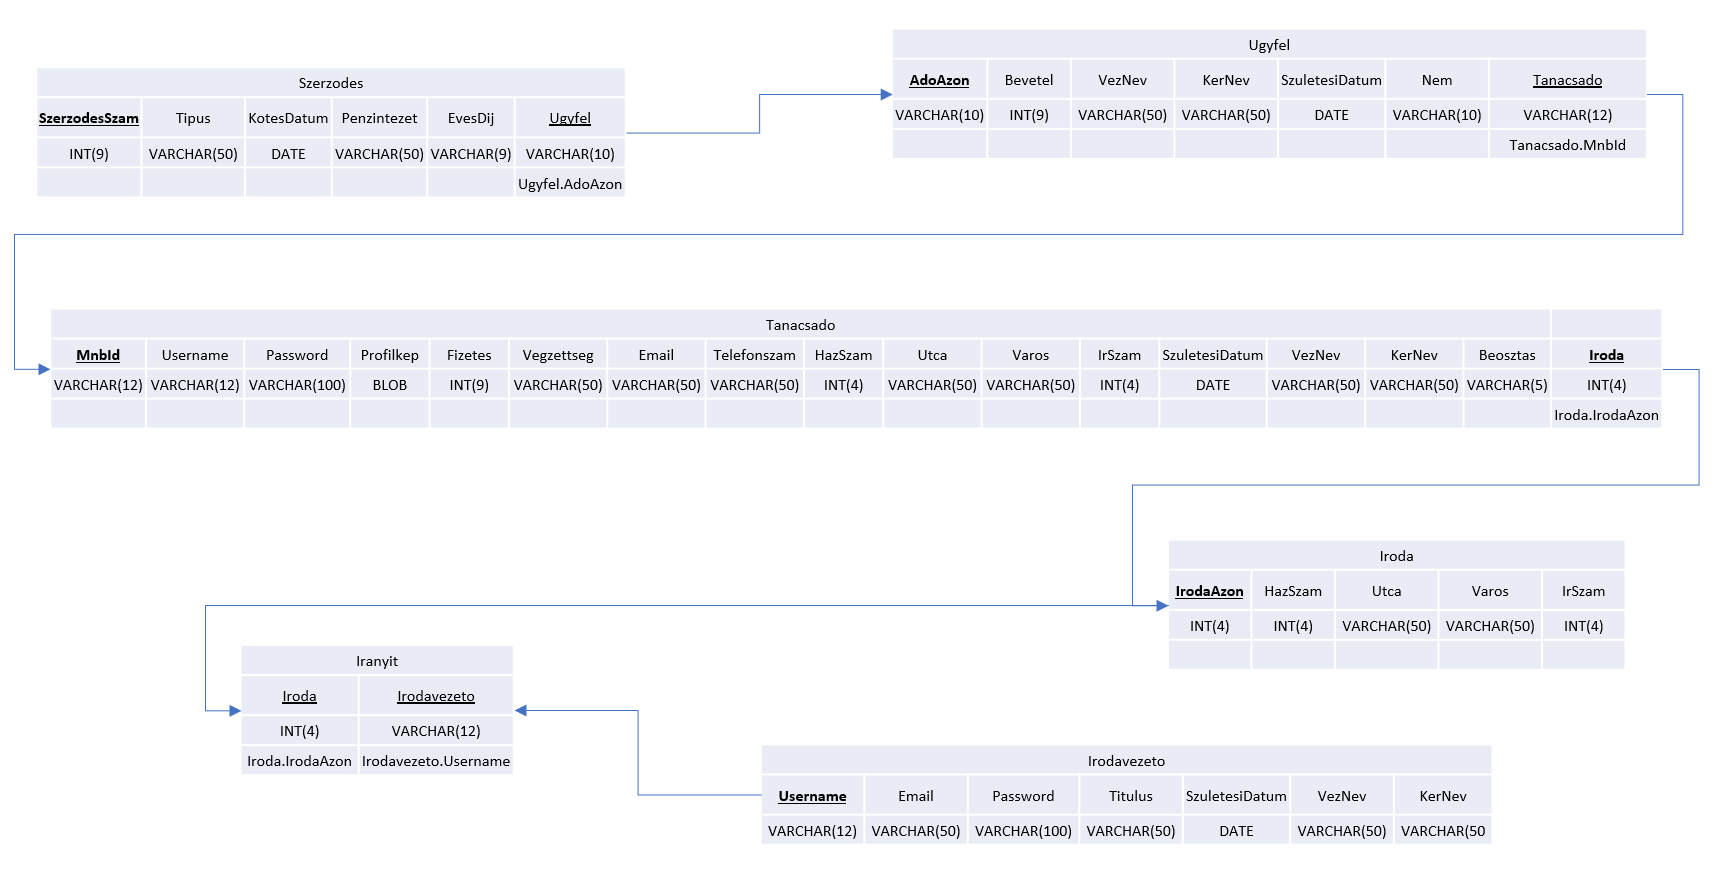 Szerzodes
SzerzodesSzam Tipus KotesDatum Penzintezet EvesDij Ugyfel
INT(9) VARCHAR(50) DATE VARCHAR(50) VARCHAR(9) VARCHAR(10)
Ugyfel.AdoAzon
Ugyfel
AdoAzon Bevetel VezNev KerNev SzuletesiDatum Nem Tanacsado
VARCHAR(10) INT(9) VARCHAR(50) VARCHAR(50) DATE VARCHAR(10) VARCHAR(12)
Tanacsado.MnbId
Tanacsado
MnbId Username Password Profilkep Fizetes Vegzettseg Email Telefonszam HazSzam Utca Varos IrSzam SzuletesiDatum VezNev KerNev Beosztas Iroda
VARCHAR(12) VARCHAR(12) VARCHAR(100) BLOB INT(9) VARCHAR(50) VARCHAR(50) VARCHAR(50) INT(4) VARCHAR(50) VARCHAR(50) INT(4) DATE VARCHAR(50) VARCHAR(50) VARCHAR(5) INT(4)
Iroda.IrodaAzon
Iroda
IrodaAzon HazSzam Utca Varos IrSzam
INT(4) INT(4) VARCHAR(50) VARCHAR(50) INT(4)
Iranyit
Iroda Irodavezeto
INT(4) VARCHAR(12)
Iroda.IrodaAzon Irodavezeto.Username
Irodavezeto
Username Email Password Titulus SzuletesiDatum VezNev KerNev
VARCHAR(12) VARCHAR(50) VARCHAR(100) VARCHAR(50) DATE VARCHAR(50) VARCHAR(50